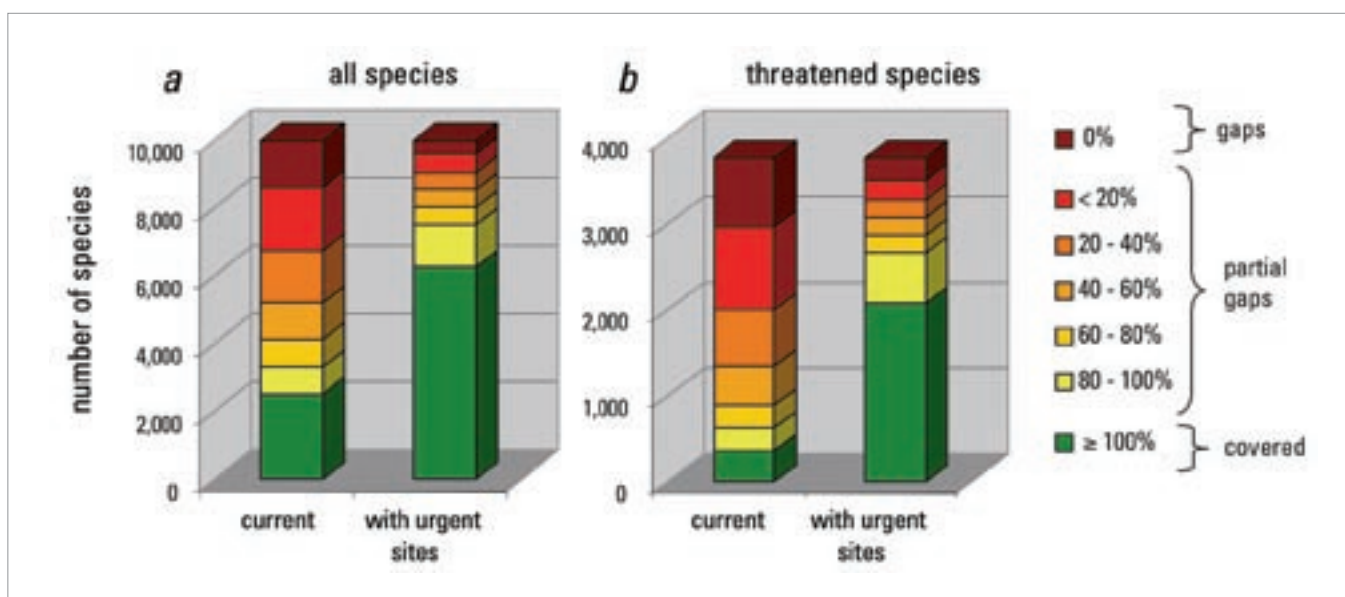 a all species
number of species
10,000
8,000
6,000
4,000
2,000
0
current
with urgent
sites
b threatened species
4,000
3,000
2,000
1,000
0
current
with urgent
sites
0%
gaps
< 20%
20 - 40%
40 - 60%
60 - 80%
80 - 100%
partial
gaps
≥ 100%
covered